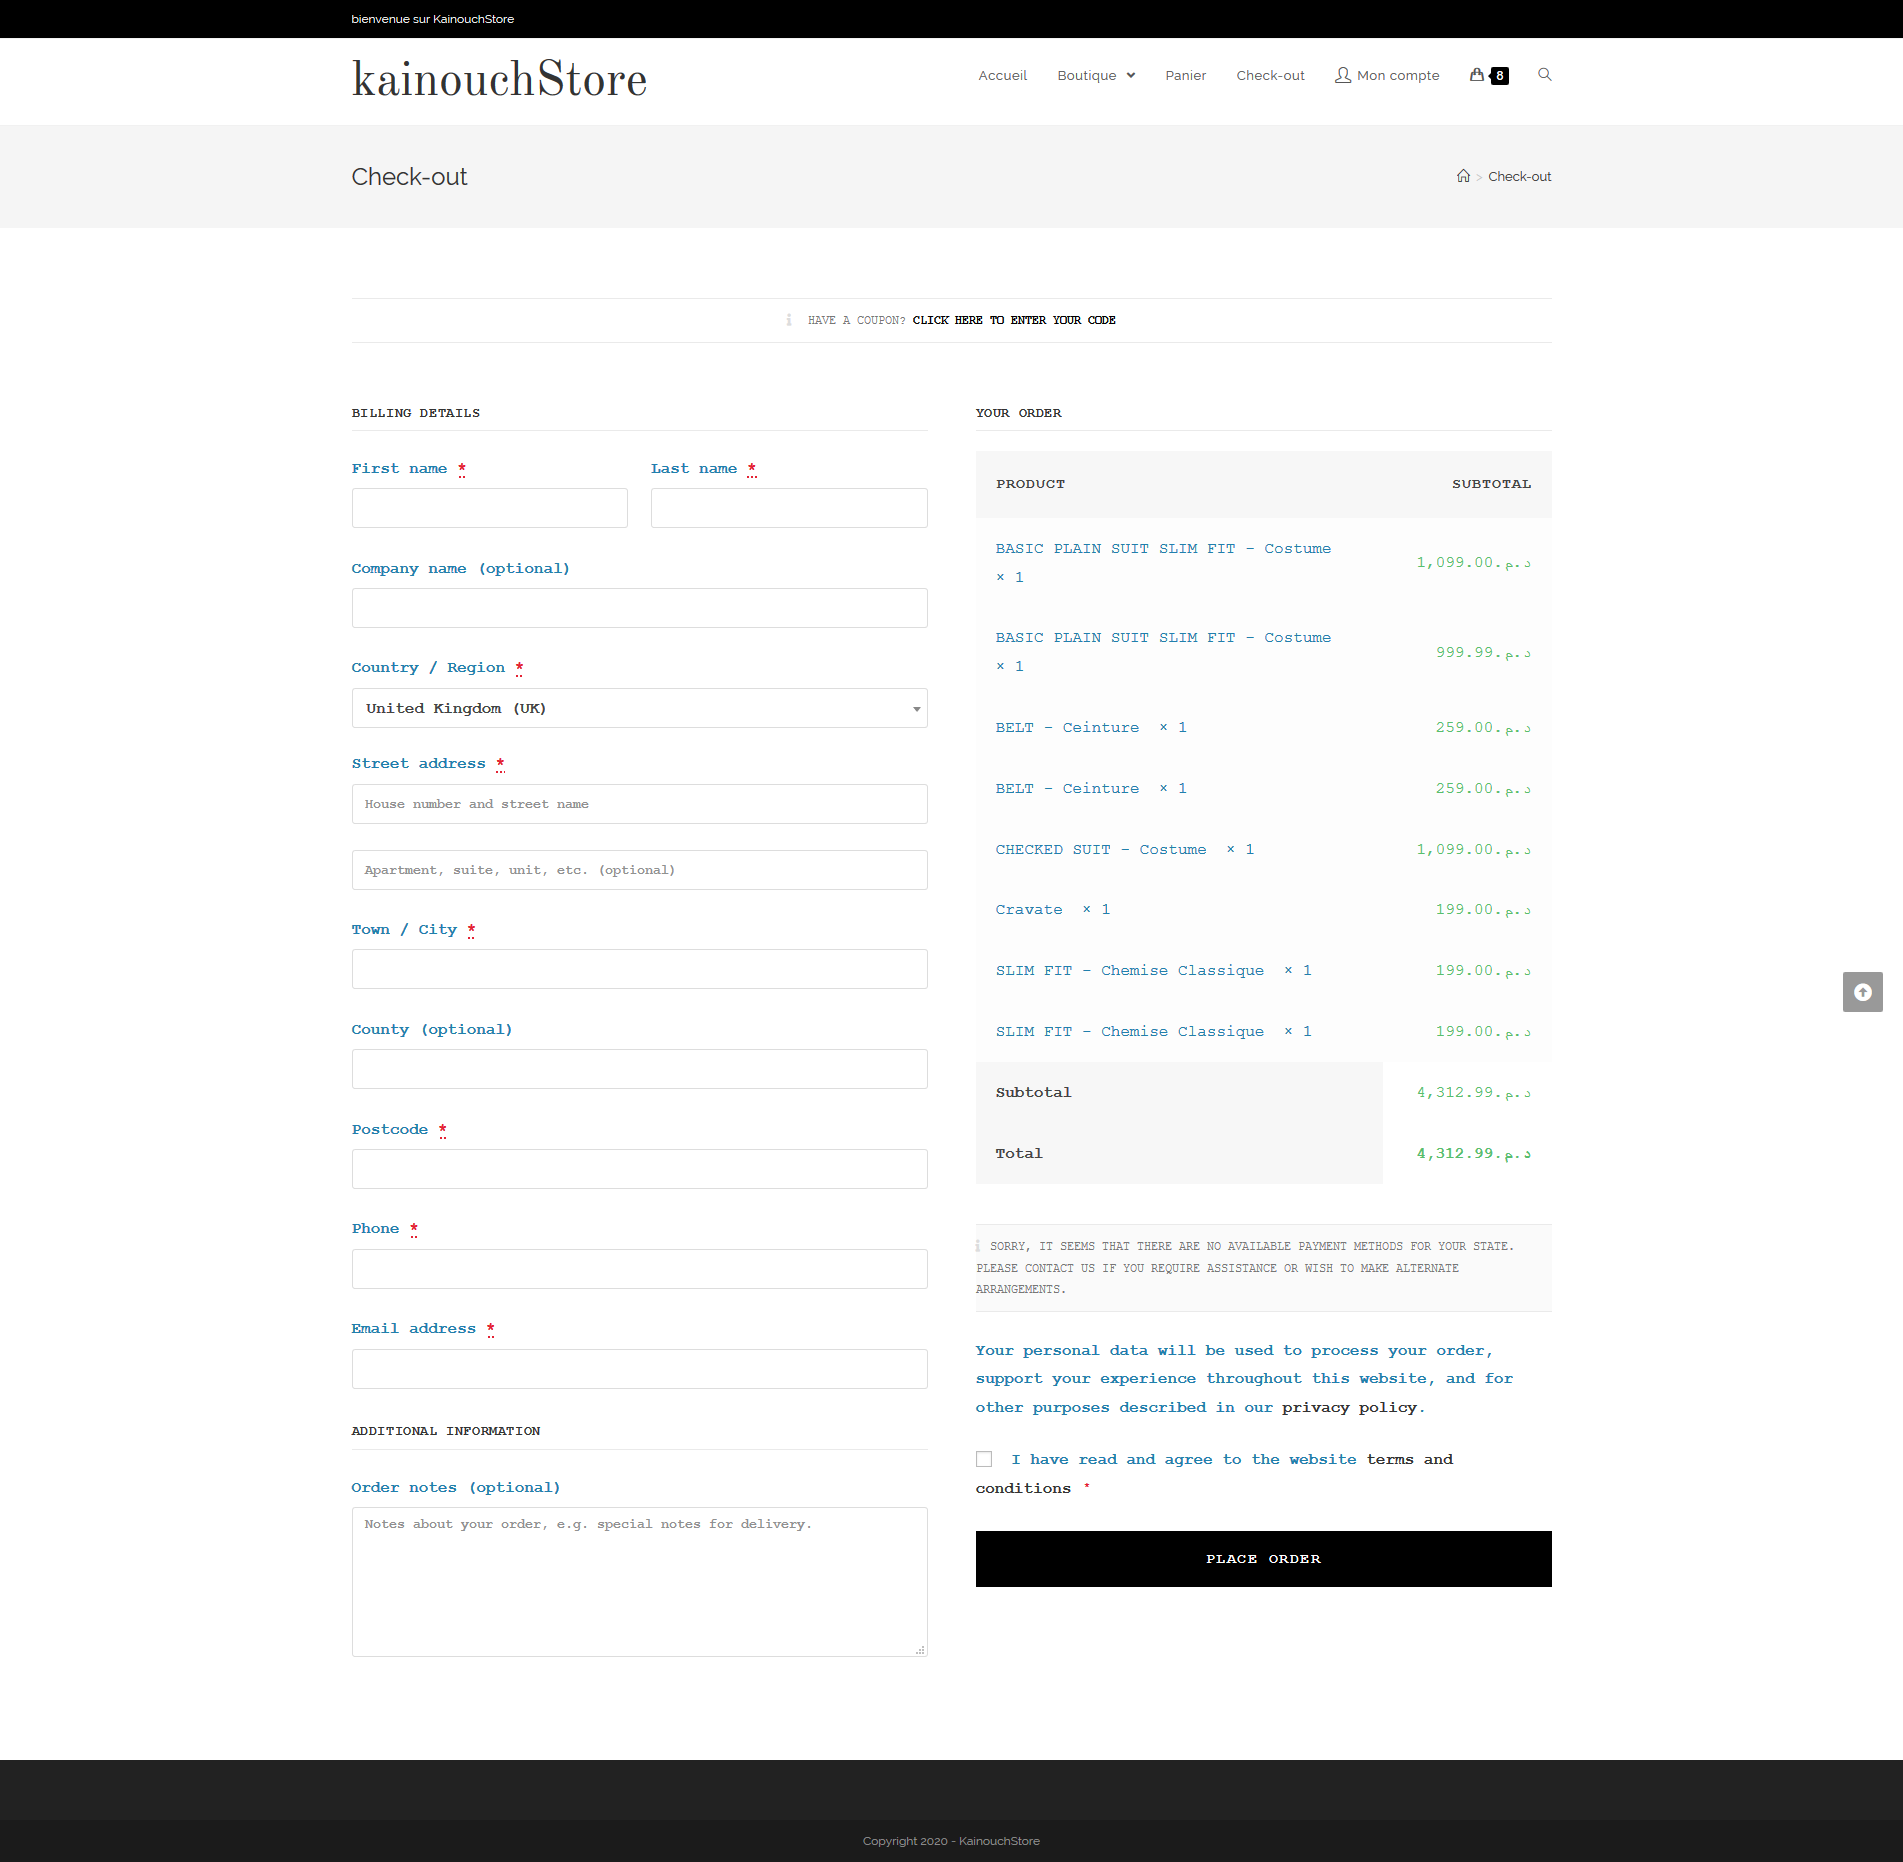 bienvenue sur KainouchStore
kainouchStore
Accueil Boutique Panier Check-out Mon compte 8
Check-out
> Check-out
HAVE A COUPON? CLICK HERE TO ENTER YOUR CODE
BILLING DETAILS
First name * Last name *
Company name (optional)
Country / Region *
United Kingdom (UK)
Street address *
House number and street name
Apartment, suite, unit, etc. (optional)
Town / City *
County (optional)
Postcode *
Phone *
Email address *
ADDITIONAL INFORMATION
Order notes (optional)
Notes about your order, e.g. special notes for delivery.
YOUR ORDER
PRODUCT SUBTOTAL
BASIC PLAIN SUIT SLIM FIT – Costume
× 1
1,099.00.د.م
BASIC PLAIN SUIT SLIM FIT – Costume
× 1
999.99.د.م
BELT – Ceinture × 1 259.00.د.م
BELT – Ceinture × 1 259.00.د.م
CHECKED SUIT – Costume × 1 1,099.00.د.م
Cravate × 1 199.00.د.م
SLIM FIT – Chemise Classique × 1 199.00.د.م
SLIM FIT – Chemise Classique × 1 199.00.د.م
Subtotal 4,312.99.د.م
Total 4,312.99.د.م
SORRY, IT SEEMS THAT THERE ARE NO AVAILABLE PAYMENT METHODS FOR YOUR STATE.
PLEASE CONTACT US IF YOU REQUIRE ASSISTANCE OR WISH TO MAKE ALTERNATE
ARRANGEMENTS.
Your personal data will be used to process your order,
support your experience throughout this website, and for
other purposes described in our privacy policy.
I have read and agree to the website terms and
conditions *
PLACE ORDER
Copyright 2020 - KainouchStore